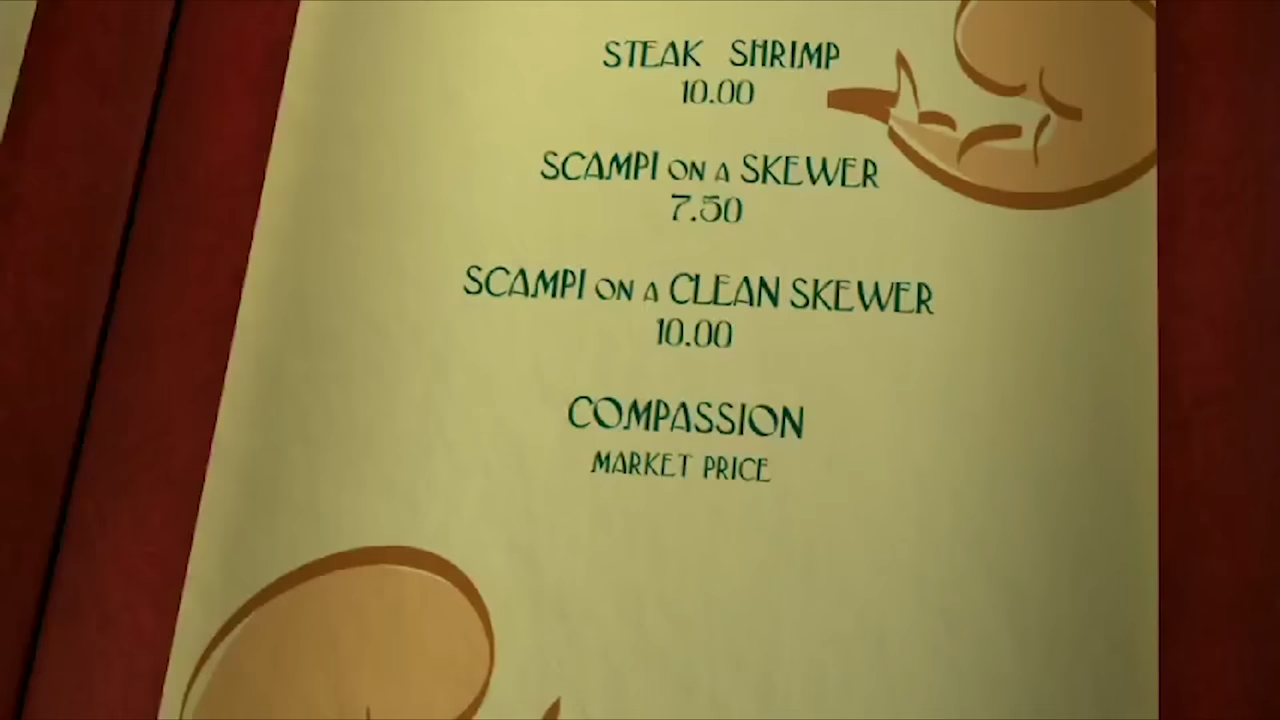 STEAK SHRIMP
10.00
SCAMPI ON A SKEWER
7.50
SCAMPI ON A CLEAN SKEWER
10.00
COMPASSION
MARKET PRICE